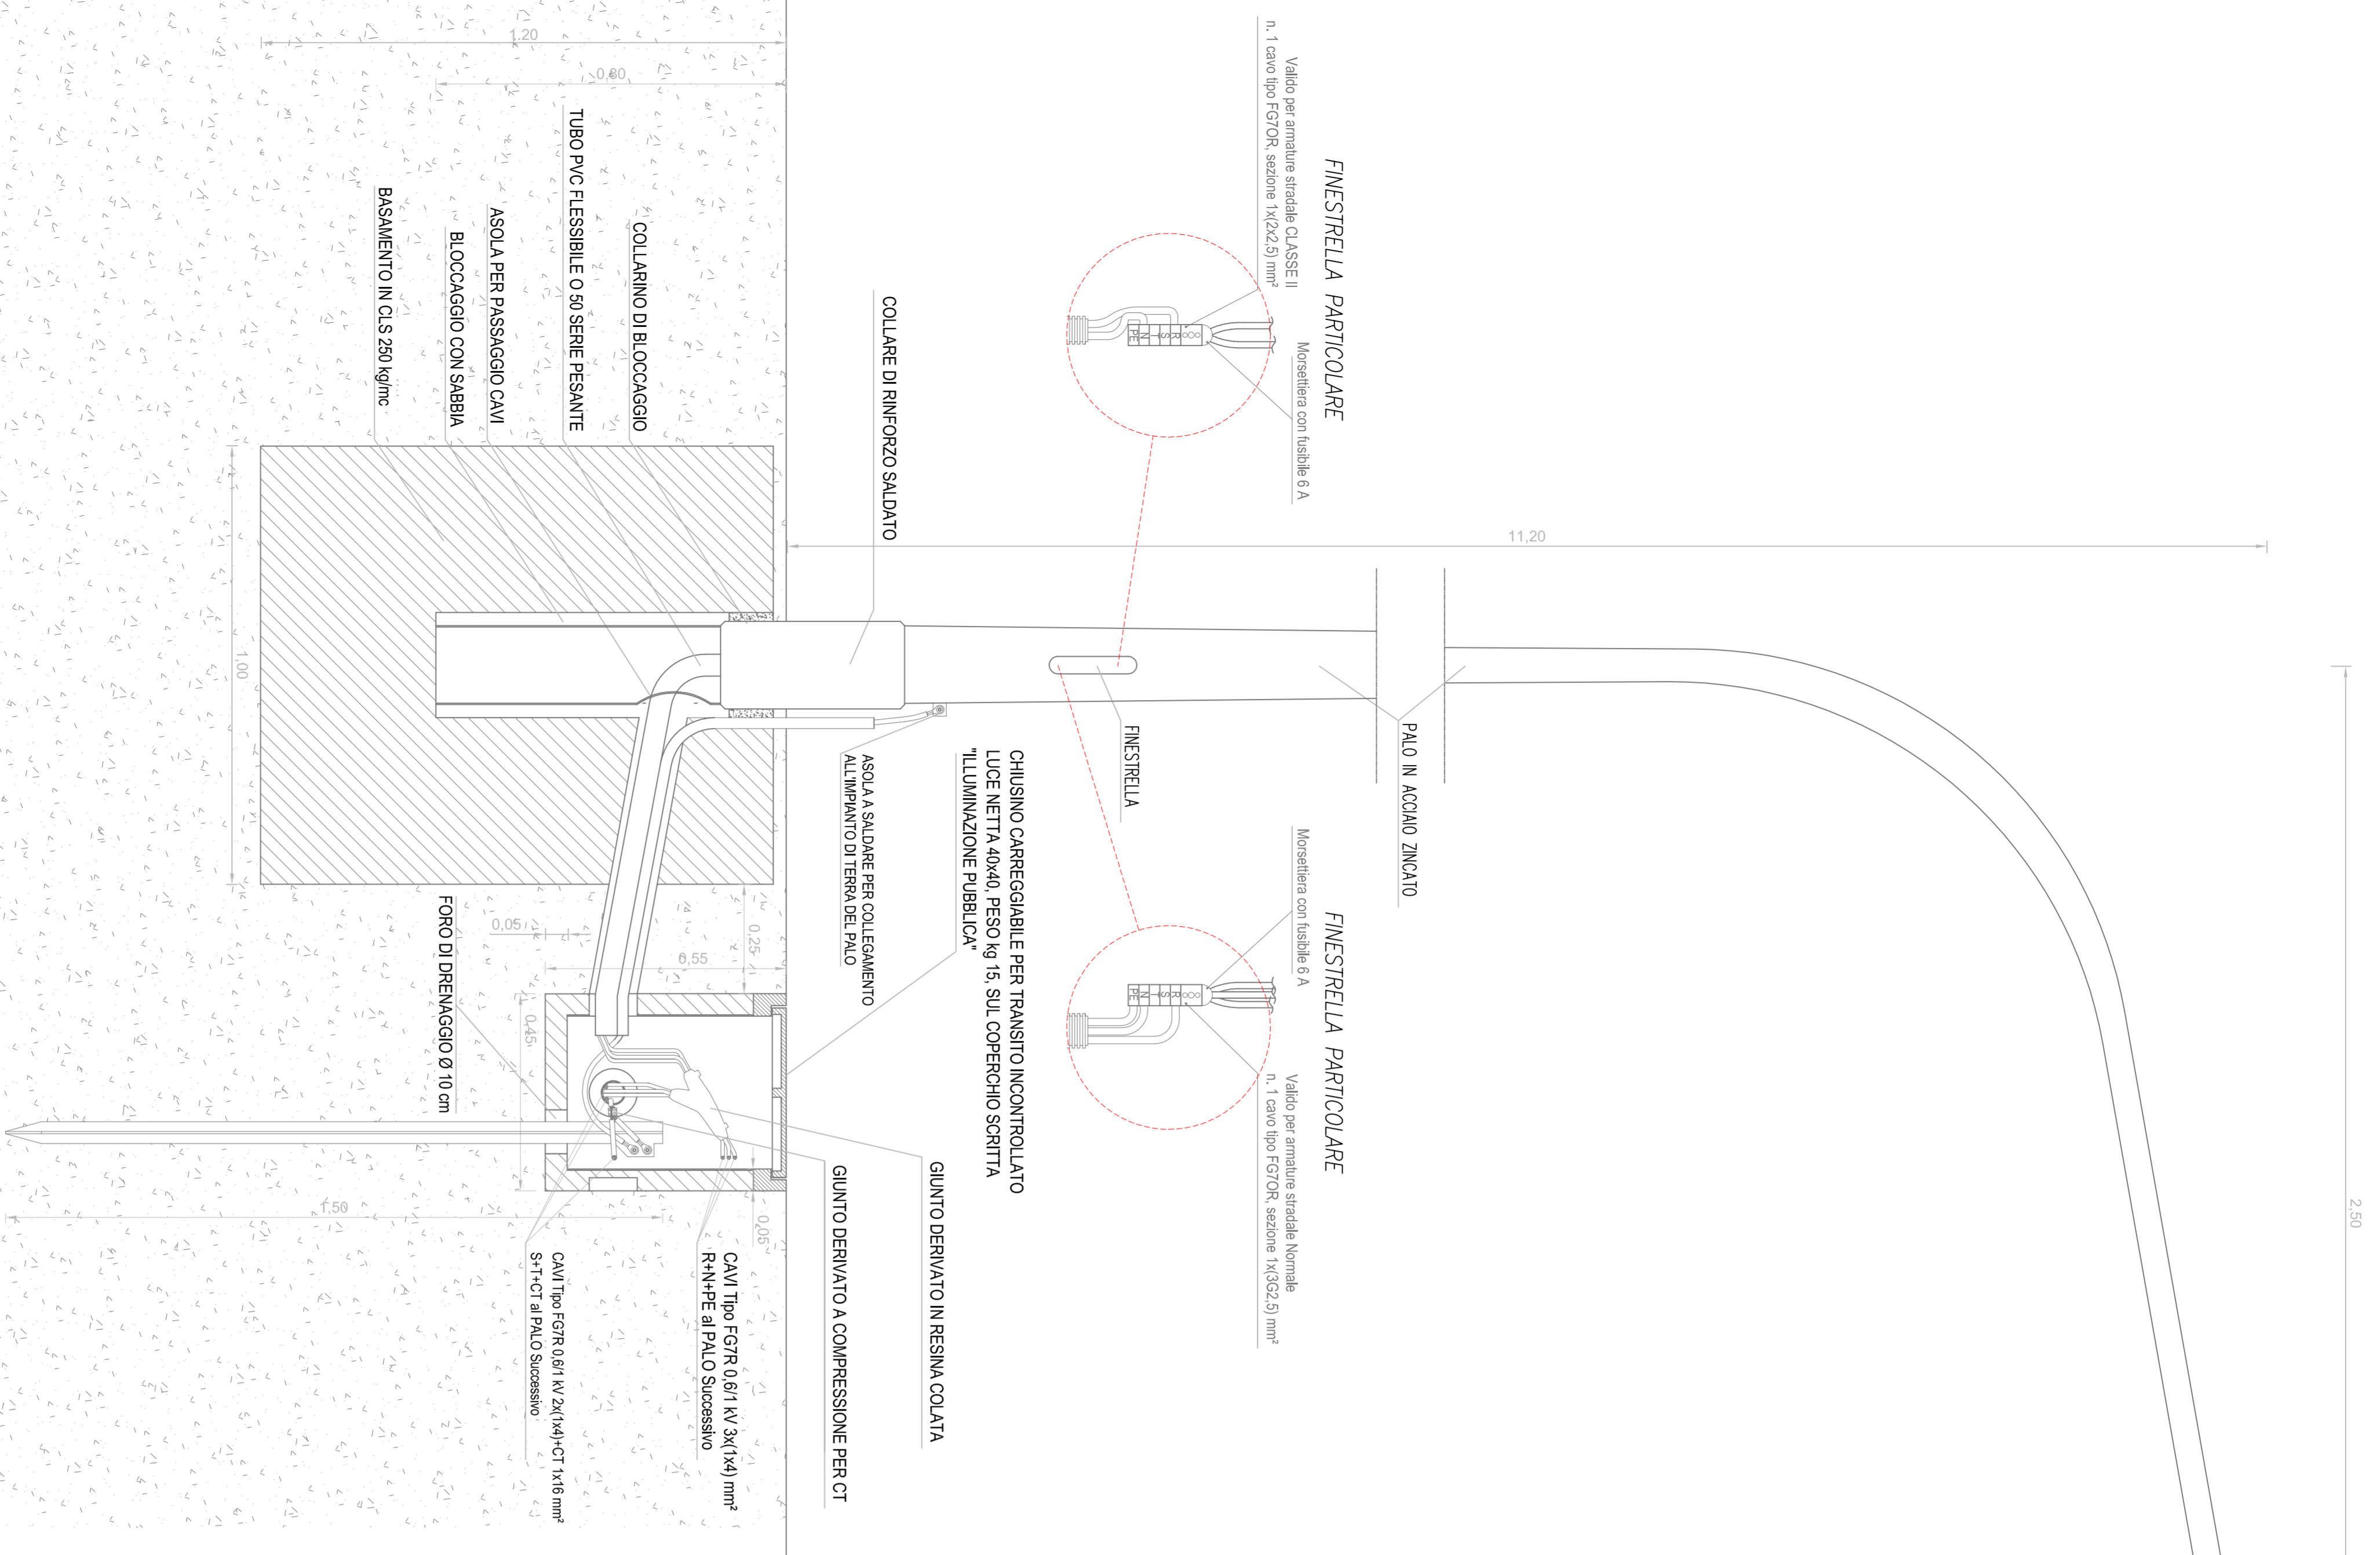 2,50
11,20
FINESTRELLA PARTICOLARE
Morsettiera con fusibile 6 A
Valido per armature stradale CLASSE II
n. 1 cavo tipo FG7OR, sezione 1x(2x2,5) mm²
R
S
T
N
PE
PALO IN ACCIAIO ZINCATO
FINESTRELLA PARTICOLARE
Morsettiera con fusibile 6 A
Valido per armature stradale Normale
n. 1 cavo tipo FG7OR, sezione 1x(3G2,5) mm²
R
S
T
N
PE
FINESTRELLA
CHIUSINO CARREGGIABILE PER TRANSITO INCONTROLLATO
LUCE NETTA 40x40, PESO kg 15, SUL COPERCHIO SCRITTA
"ILLUMINAZIONE PUBBLICA"
COLLARE DI RINFORZO SALDATO
ASOLA A SALDARE PER COLLEGAMENTO
ALL'IMPIANTO DI TERRA DEL PALO
GIUNTO DERIVATO IN RESINA COLATA
GIUNTO DERIVATO A COMPRESSIONE PER CT
COLLARINO DI BLOCCAGGIO
TUBO PVC FLESSIBILE O 50 SERIE PESANTE
ASOLA PER PASSAGGIO CAVI
BLOCCAGGIO CON SABBIA
BASAMENTO IN CLS 250 kg/mc
CAVI Tipo FG7R 0,6/1 kV 3x(1x4) mm²
R+N+PE al PALO Successivo
CAVI Tipo FG7R 0,6/1 kV 2x(1x4)+CT 1x16 mm²
S+T+CT al PALO Successivo
FORO DI DRENAGGIO Ø 10 cm
1,20
0,80
1,00
0,25
0,55
0,05
0,45
0,05
1,50